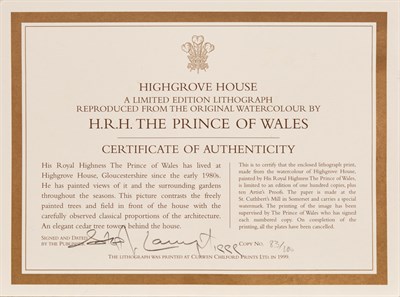 HIGHGROVE HOUSE
A LIMITED EDITION LITHOGRAPH
REPRODUCED FROM THE ORIGINAL WATERCOLOUR BY
H.R.H. THE PRINCE OF WALES
CERTIFICATE OF AUTHENTICITY
His Royal Highness The Prince of Wales has lived at
Highgrove House, Gloucestershire since the early 1980s.
He has painted views of it and the surrounding gardens
throughout the seasons. This picture contrasts the freely
painted trees and field in front of the house with the
carefully observed classical proportions of the architecture.
An elegant cedar tree towers behind the house.
This is to certify that the enclosed lithograph print,
made from the watercolour of Highgrove House,
painted by His Royal Highness The Prince of Wales,
is limited to an edition of one hundred copies, plus
ten Artist's Proofs. The paper is made at the
St. Cuthbert's Mill in Somerset and carries a special
watermark. The printing of the image has been
supervised by The Prince of Wales who has signed
each numbered copy. On completion of the
printing, all the plates have been cancelled.
SIGNED AND DATED
BY THE
1999
COPY NO.
THE LITHOGRAPH WAS PRINTED AT CURWEN CHILFORD PRINTS LTD IN 1999.